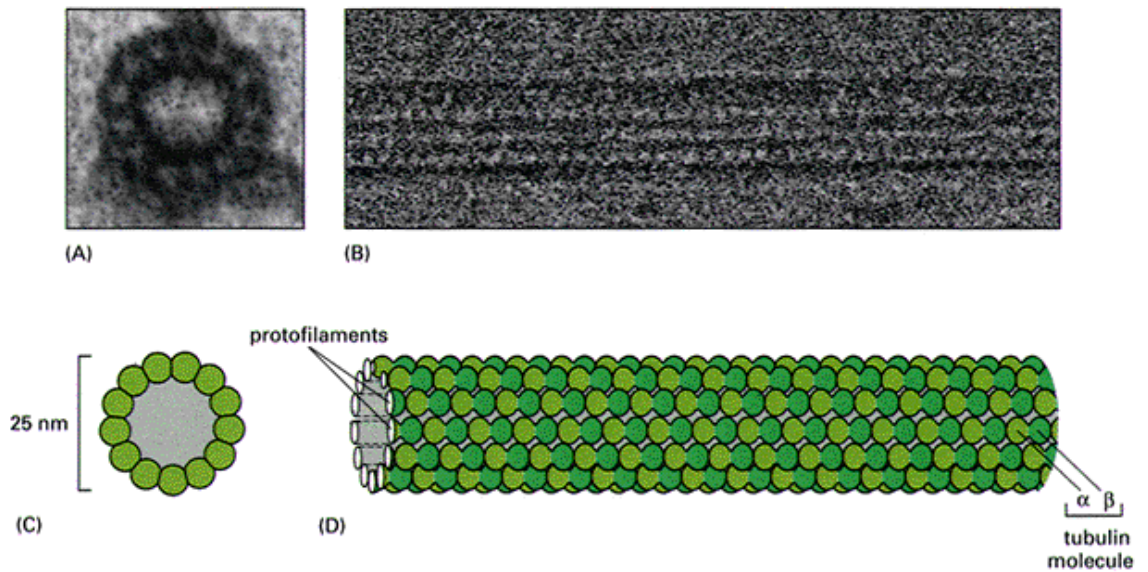 (A)
(B)
protofilaments
25 nm
(C)
(D)
α β
tubulin
molecule